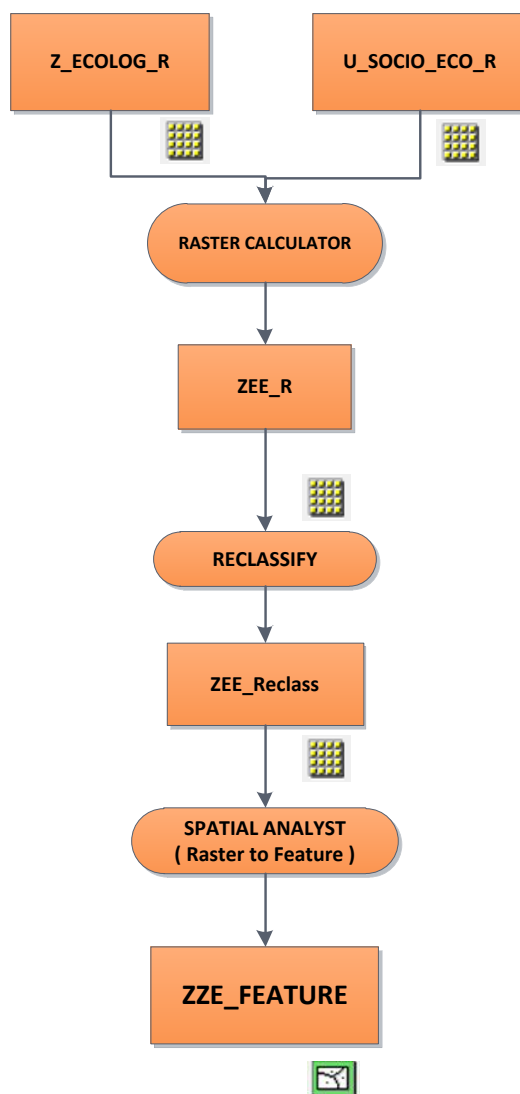 Z_ECOLOG_R
U_SOCIO_ECO_R
RASTER CALCULATOR
ZEE_R
RECLASSIFY
ZEE_Reclass
SPATIAL ANALYST
( Raster to Feature )
ZZE_FEATURE